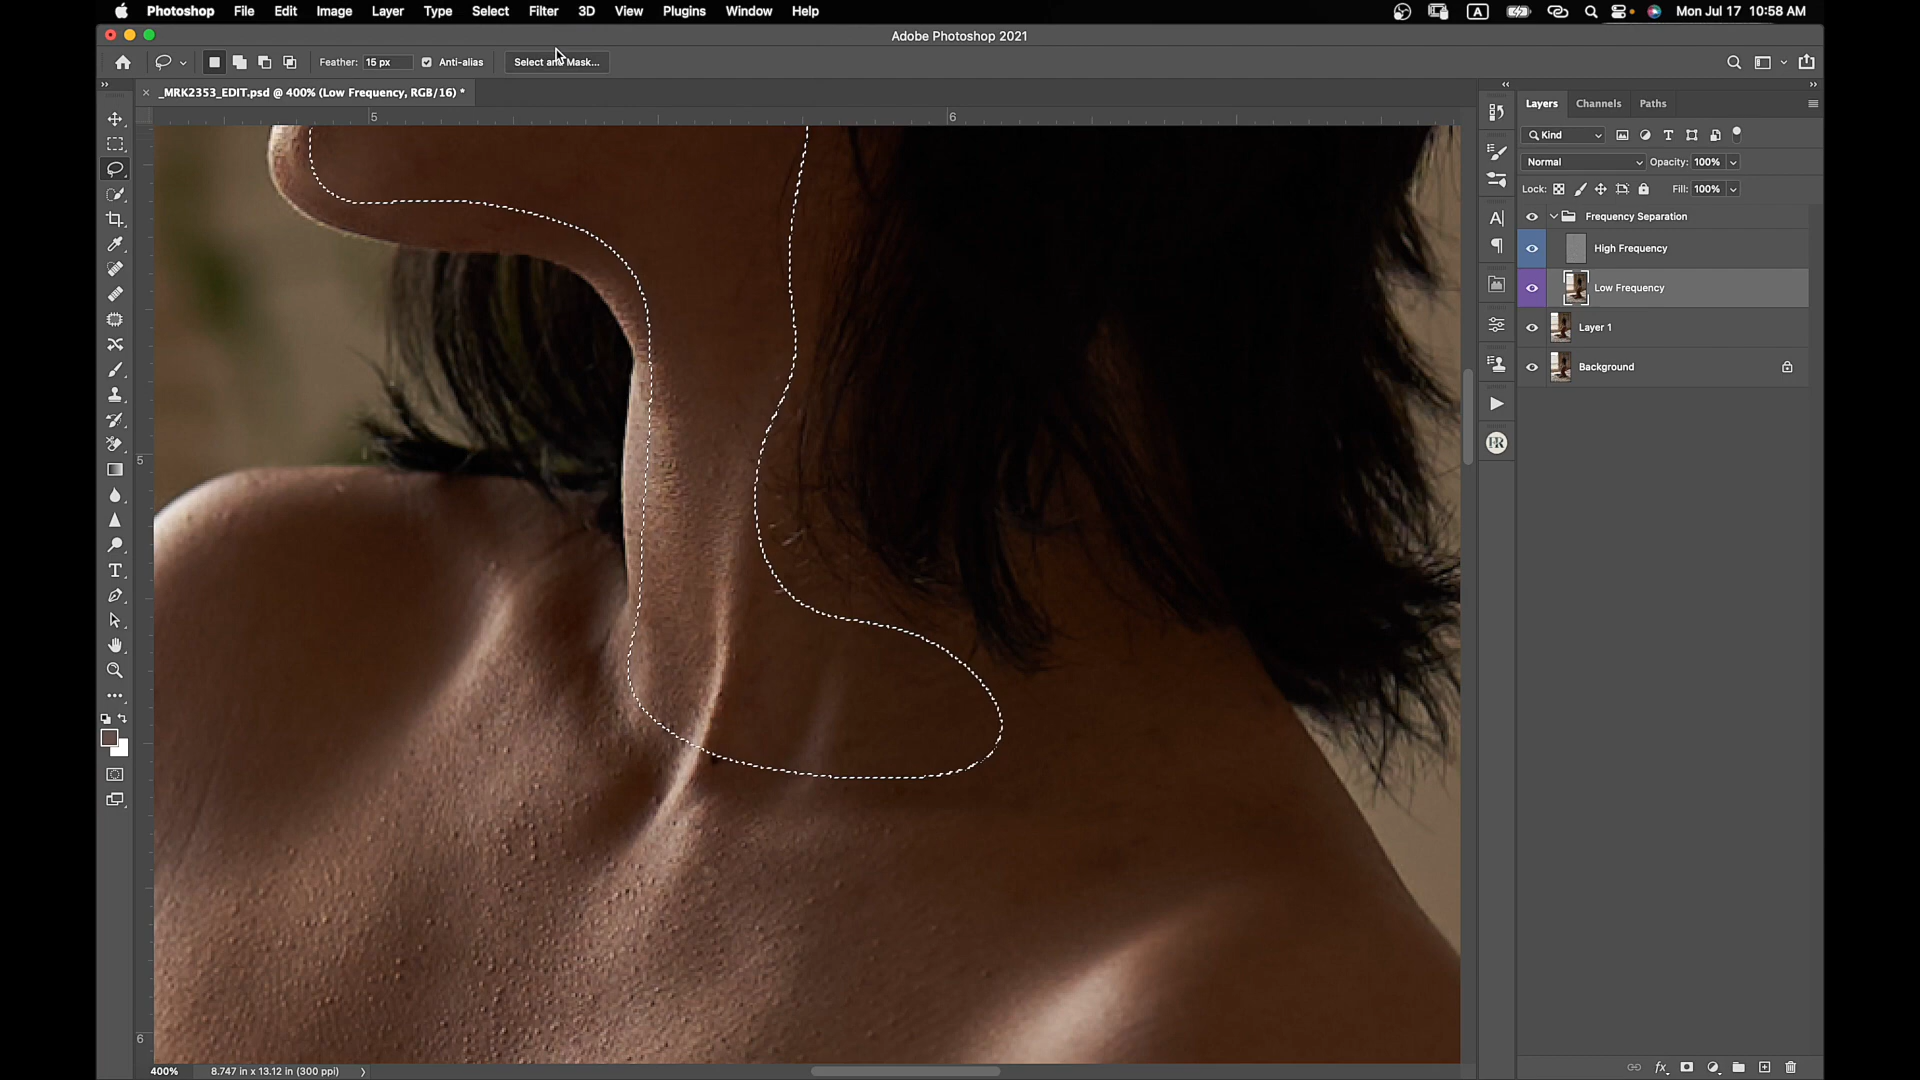 Photoshop File Edit Image Layer Type Select Filter 3D View Plugins Window Help A Mon Jul 17 10:58 AM
Adobe Photoshop 2021
Feather: 15 px Anti-alias Select and Mask...
_MRK2353_EDIT.psd @ 400% (Low Frequency, RGB/16) *
Layers Channels Paths
5 6
Kind
Normal Opacity: 100%
Lock: Fill: 100%
Frequency Separation
High Frequency
Low Frequency
Layer 1
Background
5
6
400% 8.747 in x 13.12 in (300 ppi)